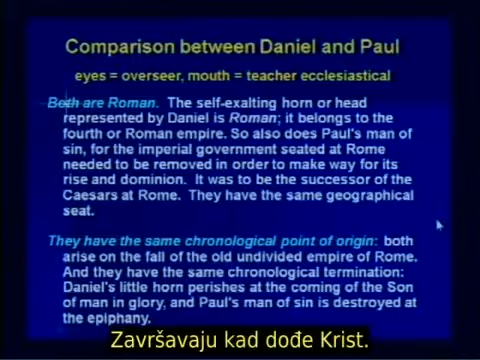 Comparison between Daniel and Paul
eyes = overseer, mouth = teacher ecclesiastical
Both are Roman. The self-exalting horn or head
represented by Daniel is Roman; it belongs to the
fourth or Roman empire. So also does Paul's man of
sin, for the imperial government seated at Rome
needed to be removed in order to make way for its
rise and dominion. It was to be the successor of the
Caesars at Rome. They have the same geographical
seat.
They have the same chronological point of origin: both
arise on the fall of the old undivided empire of Rome.
And they have the same chronological termination:
Daniel's little horn perishes at the coming of the Son
of man in glory, and Paul's man of sin is destroyed at
the epiphany.
Završavaju kad dođe Krist.